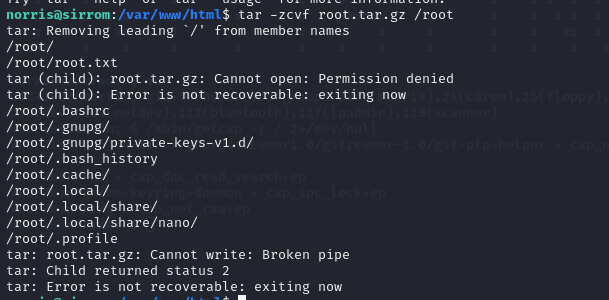 norris@sirrom:/var/www/html$ tar -zcvf root.tar.gz /root
tar: Removing leading `/' from member names
/root/
/root/root.txt
tar (child): root.tar.gz: Cannot open: Permission denied
tar (child): Error is not recoverable: exiting now
/root/.bashrc
/root/.gnupg/
/root/.gnupg/private-keys-v1.d/
/root/.bash_history
/root/.cache/
/root/.local/
/root/.local/share/
/root/.local/share/nano/
/root/.profile
tar: root.tar.gz: Cannot write: Broken pipe
tar: Child returned status 2
tar: Error is not recoverable: exiting now